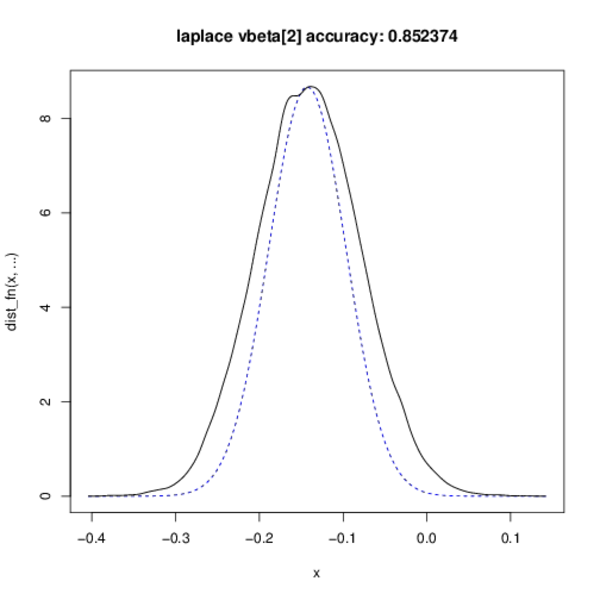 laplace vbeta[2] accuracy: 0.852374
dist_fn(x, ...)
8
6
4
2
0
−0.4 −0.3 −0.2 −0.1 0.0 0.1
x